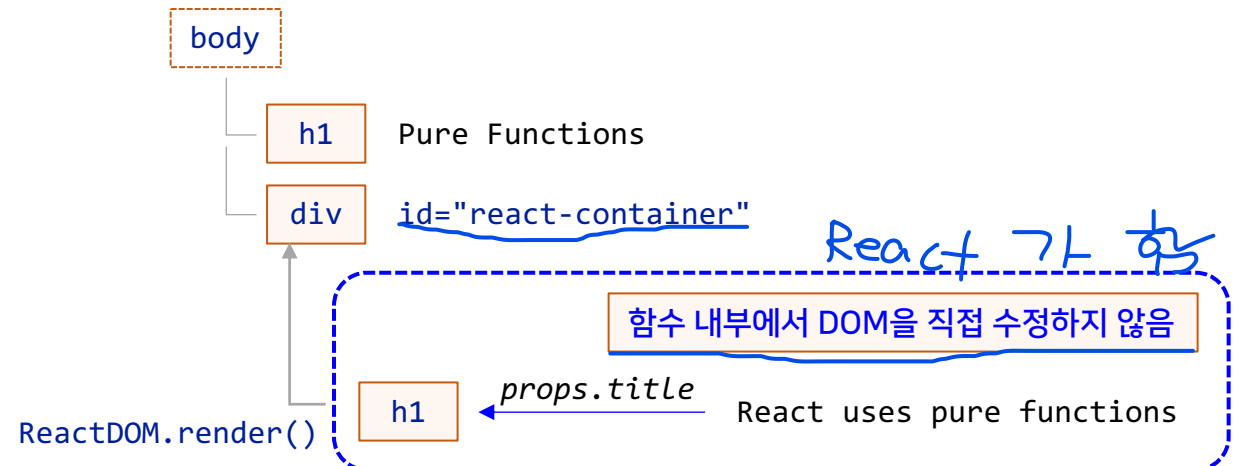 body
h1 Pure Functions
div id="react-container"
React 가 함
함수 내부에서 DOM을 직접 수정하지 않음
props.title
h1 React uses pure functions
ReactDOM.render()